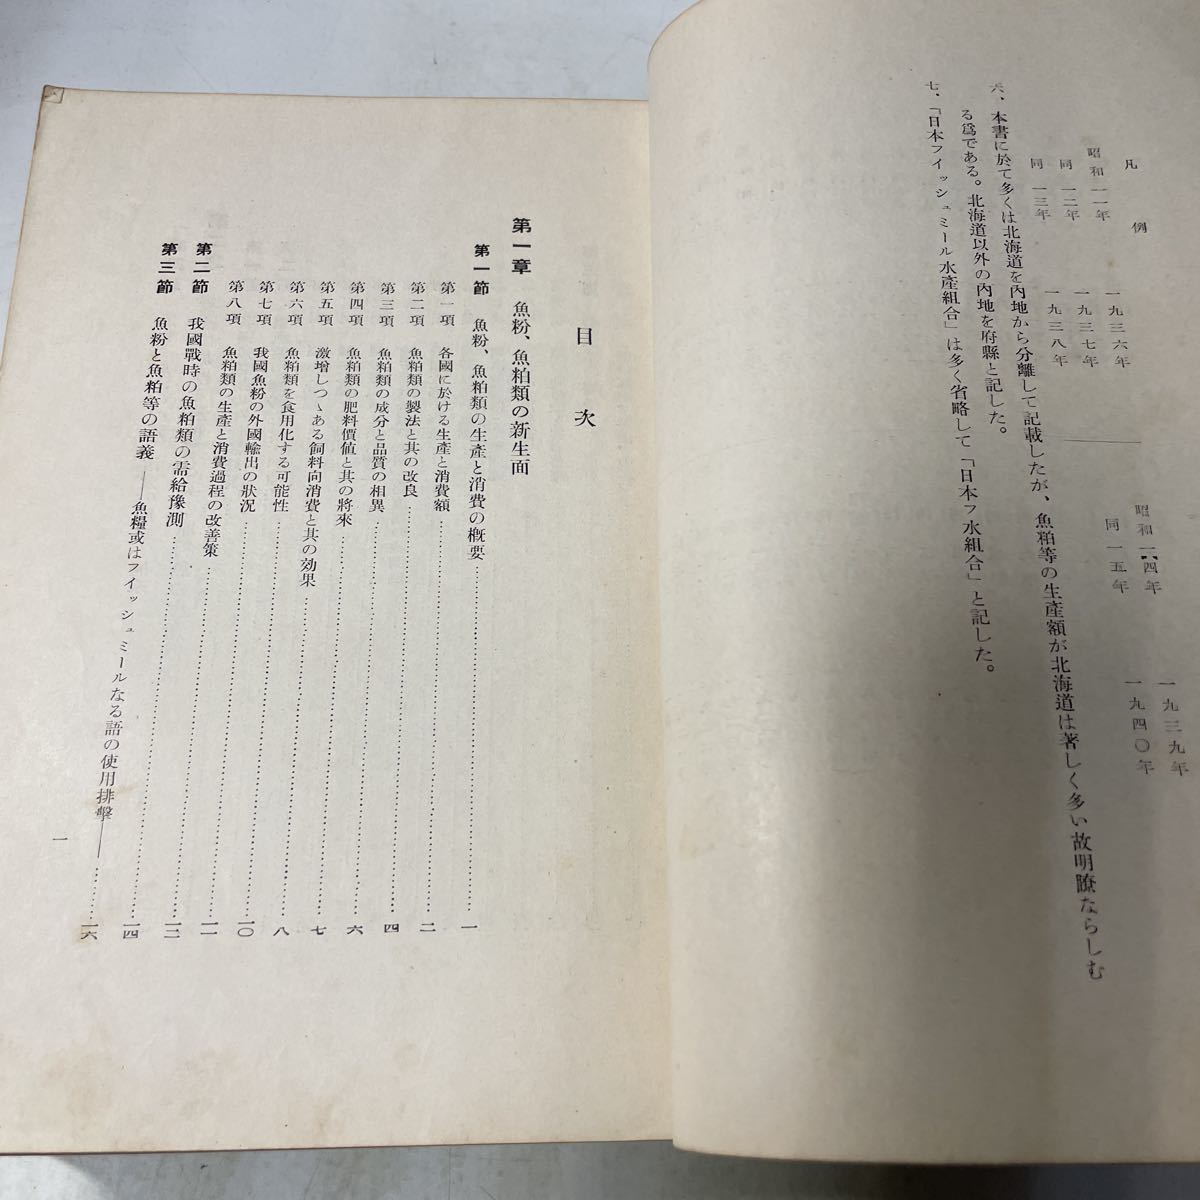 凡例
昭和一一年　一九三六年
同一二年　一九三七年
同一三年　一九三八年
昭和一四年　一九三九年
同一五年　一九四〇年
六、本書に於て多くは北海道を內地から分離して記載したが、魚粕等の生產額が北海道は著しく多い故明瞭ならしむ
る爲である。北海道以外の內地を府縣と記した。
七、「日本フイッシュミール水產組合」は多く省略して「日本フ水組合」と記した。
目次
第一章　魚粉、魚粕類の新生面
第一節　魚粉、魚粕類の生產と消費の槪要……一
第一項　各國に於ける生產と消費額……二
第二項　魚粕類の製法と其の改良……四
第三項　魚粕類の成分と品質の相異……六
第四項　魚粕類の肥料價値と其の將來……七
第五項　激增しつゝある飼料向消費と其の効果……八
第六項　魚粕類を食用化する可能性……一〇
第七項　我國魚粉の外國輸出の狀況……一一
第八項　魚粕類の生產と消費過程の改善策……一二
第二節　我國戰時の魚粕類の需給豫測……一四
第三節　魚粉と魚粕等の語義——魚糧或はフイッシュミールなる語の使用排擊——……一六
一